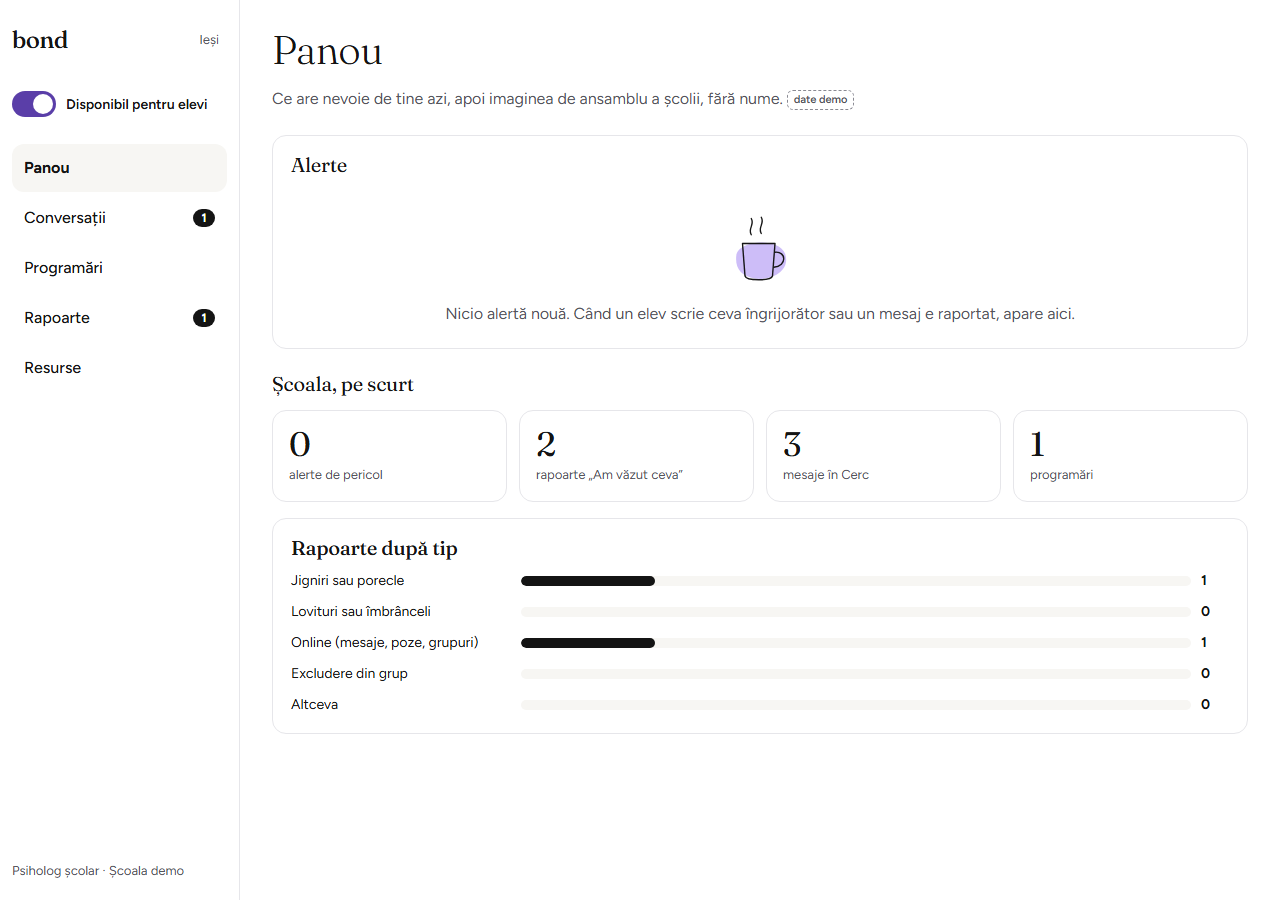 bond
Ieși
Disponibil pentru elevi
Panou
Conversații 1
Programări
Rapoarte 1
Resurse
Psiholog școlar · Școala demo
Panou
Ce are nevoie de tine azi, apoi imaginea de ansamblu a școlii, fără nume. date demo
Alerte
Nicio alertă nouă. Când un elev scrie ceva îngrijorător sau un mesaj e raportat, apare aici.
Școala, pe scurt
0
alerte de pericol
2
rapoarte „Am văzut ceva”
3
mesaje în Cerc
1
programări
Rapoarte după tip
Jigniri sau porecle 1
Lovituri sau îmbrânceli 0
Online (mesaje, poze, grupuri) 1
Excludere din grup 0
Altceva 0